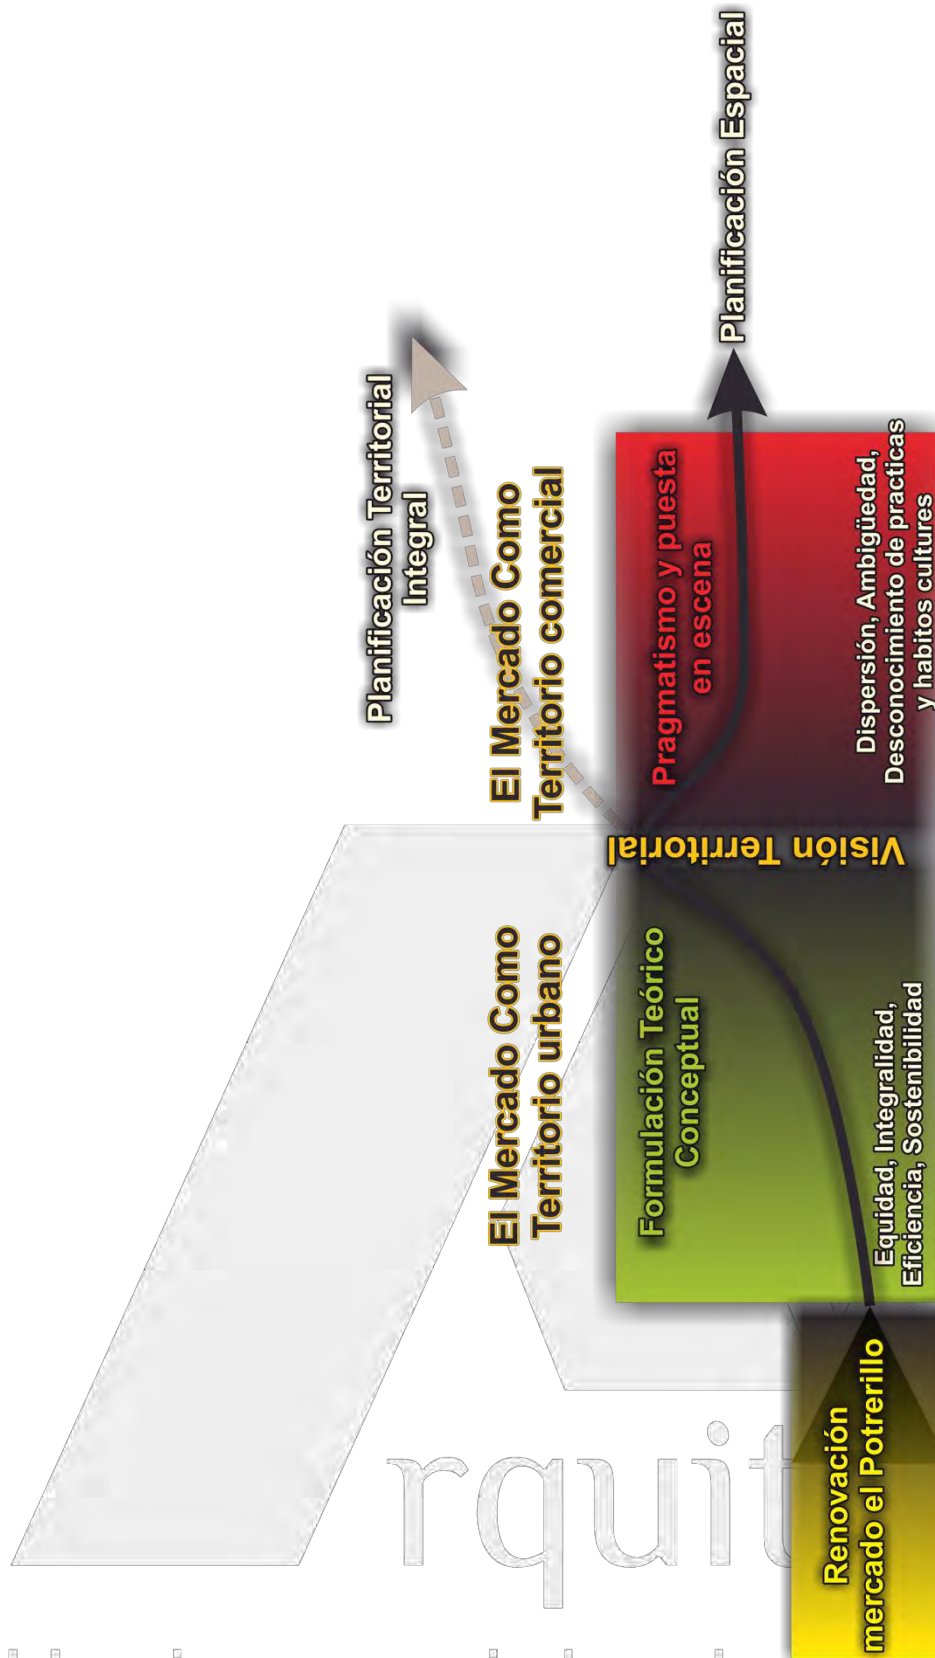 Planificación Territorial
Integral
El Mercado Como
Territorio urbano
El Mercado Como
Territorio comercial
Formulación Teórico
Conceptual
Pragmatismo y puesta
en escena
Visión Territorial
Planificación Espacial
Equidad, Integralidad,
Eficiencia, Sostenibilidad
Dispersión, Ambigüedad,
Desconocimiento de practicas
y habitos cultures
Renovación
mercado el Potrerillo
rquit